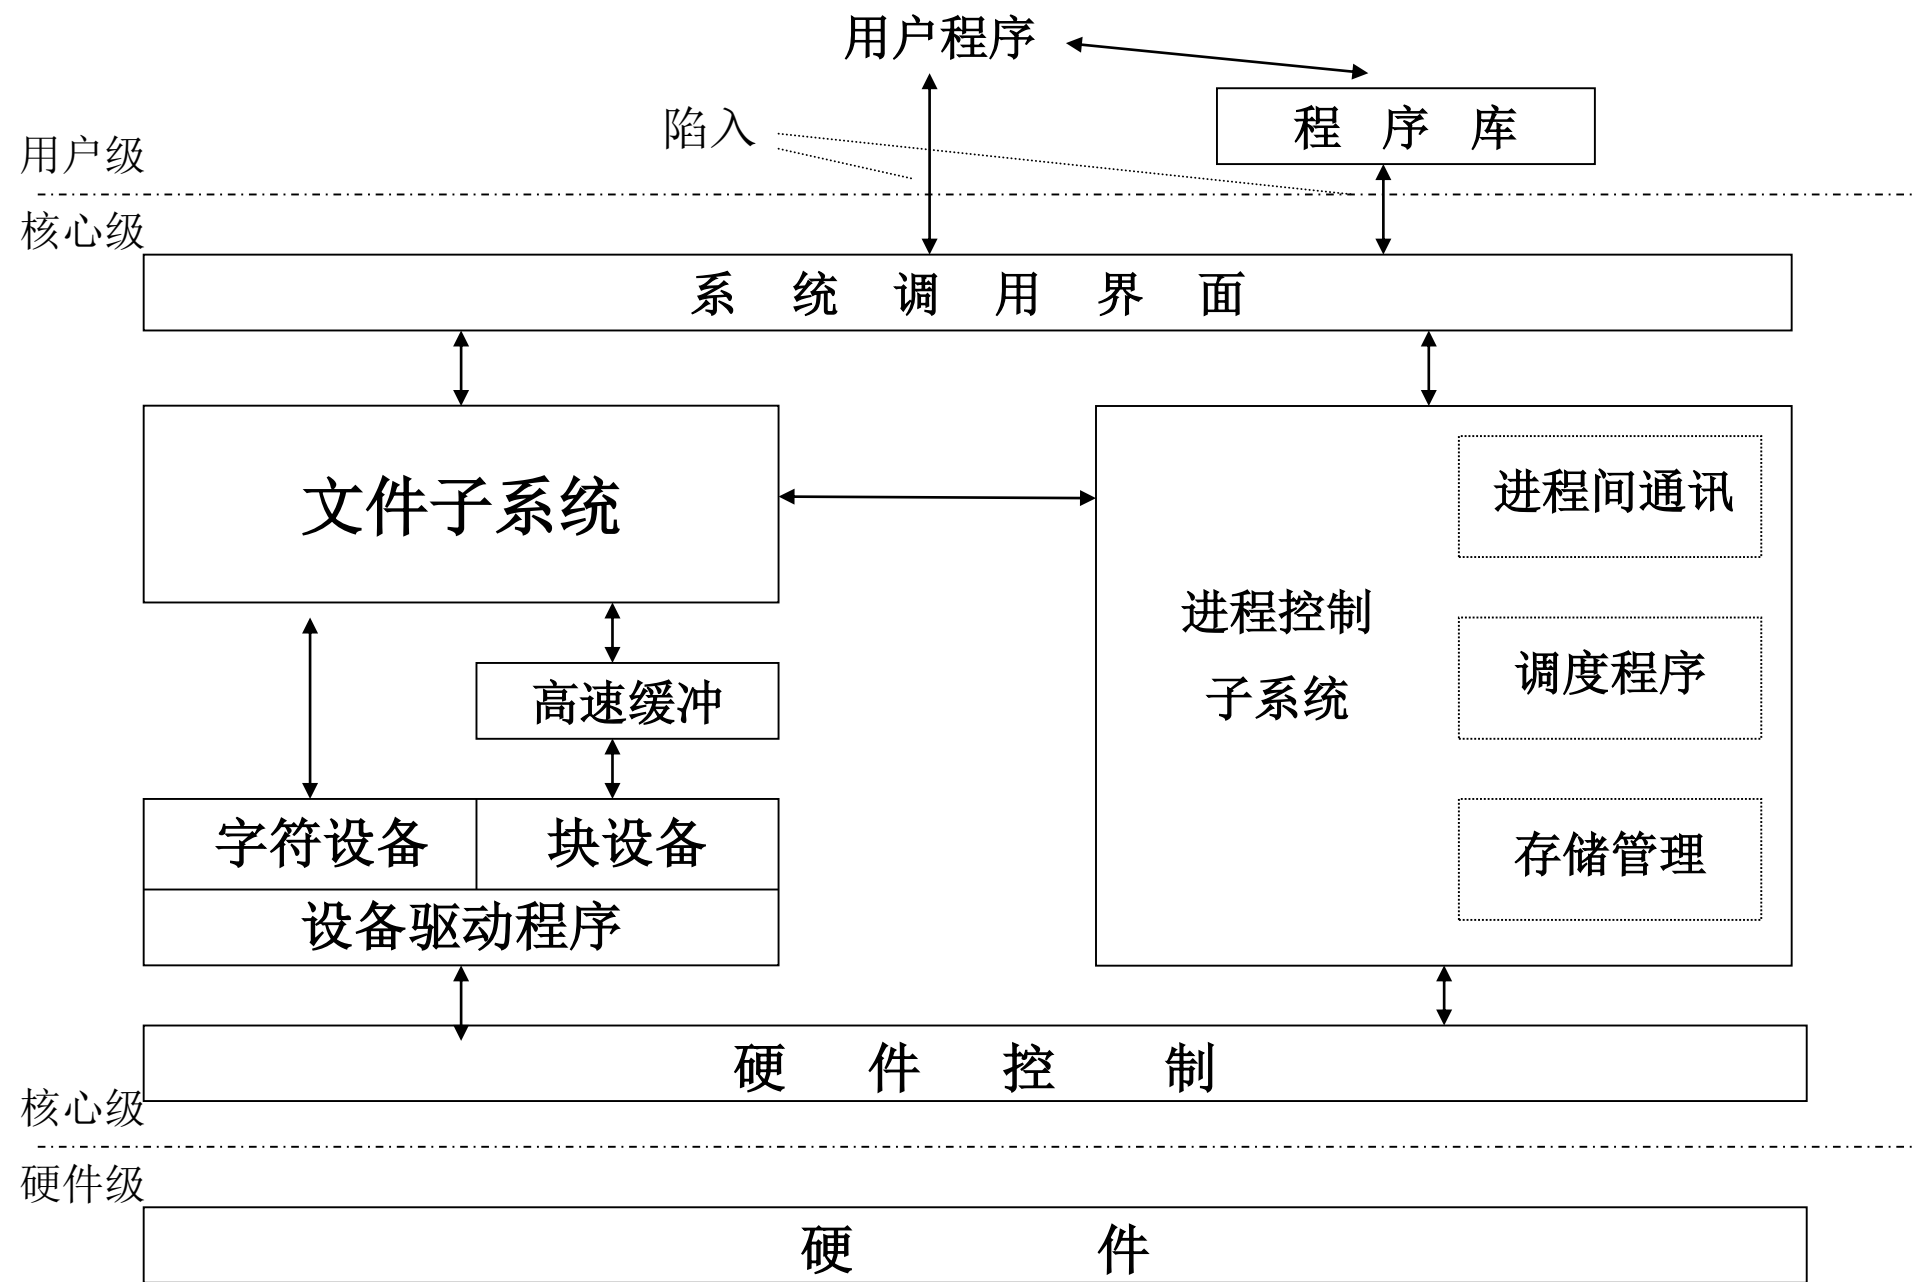 用户程序
陷入
程 序 库
用户级
核心级
系 统 调 用 界 面
文件子系统
进程间通讯
进程控制
子系统
调度程序
高速缓冲
字符设备
块设备
存储管理
设备驱动程序
硬 件 控 制
核心级
硬件级
硬 件